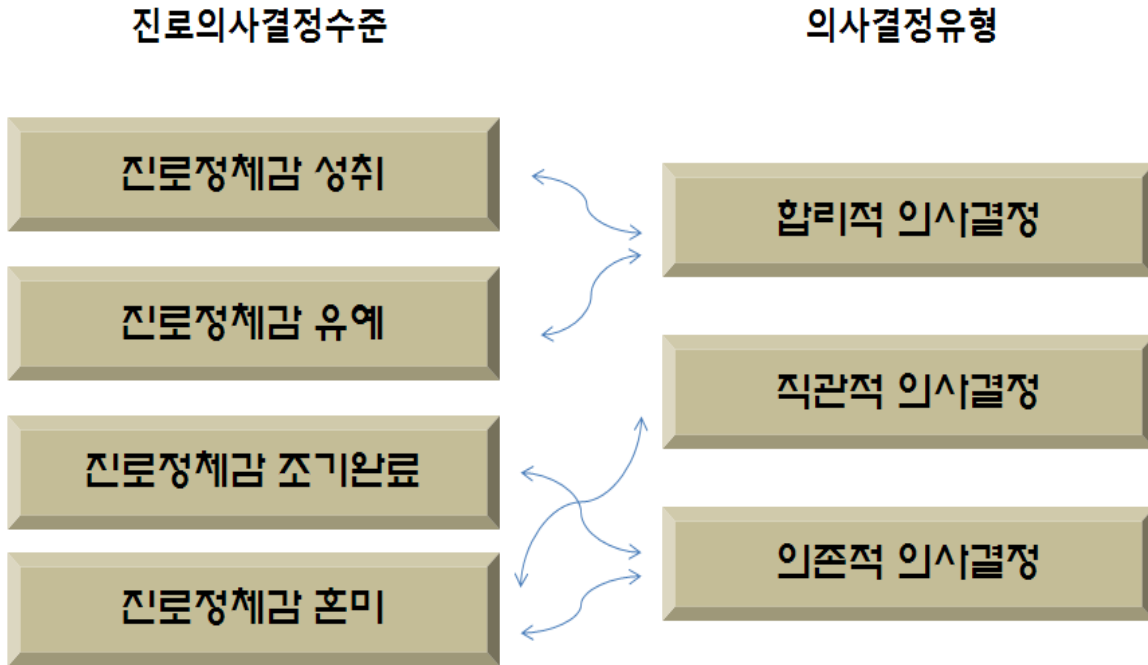 진로의사결정수준
의사결정유형
진로정체감 성취
합리적 의사결정
진로정체감 유예
직관적 의사결정
진로정체감 조기완료
의존적 의사결정
진로정체감 혼미